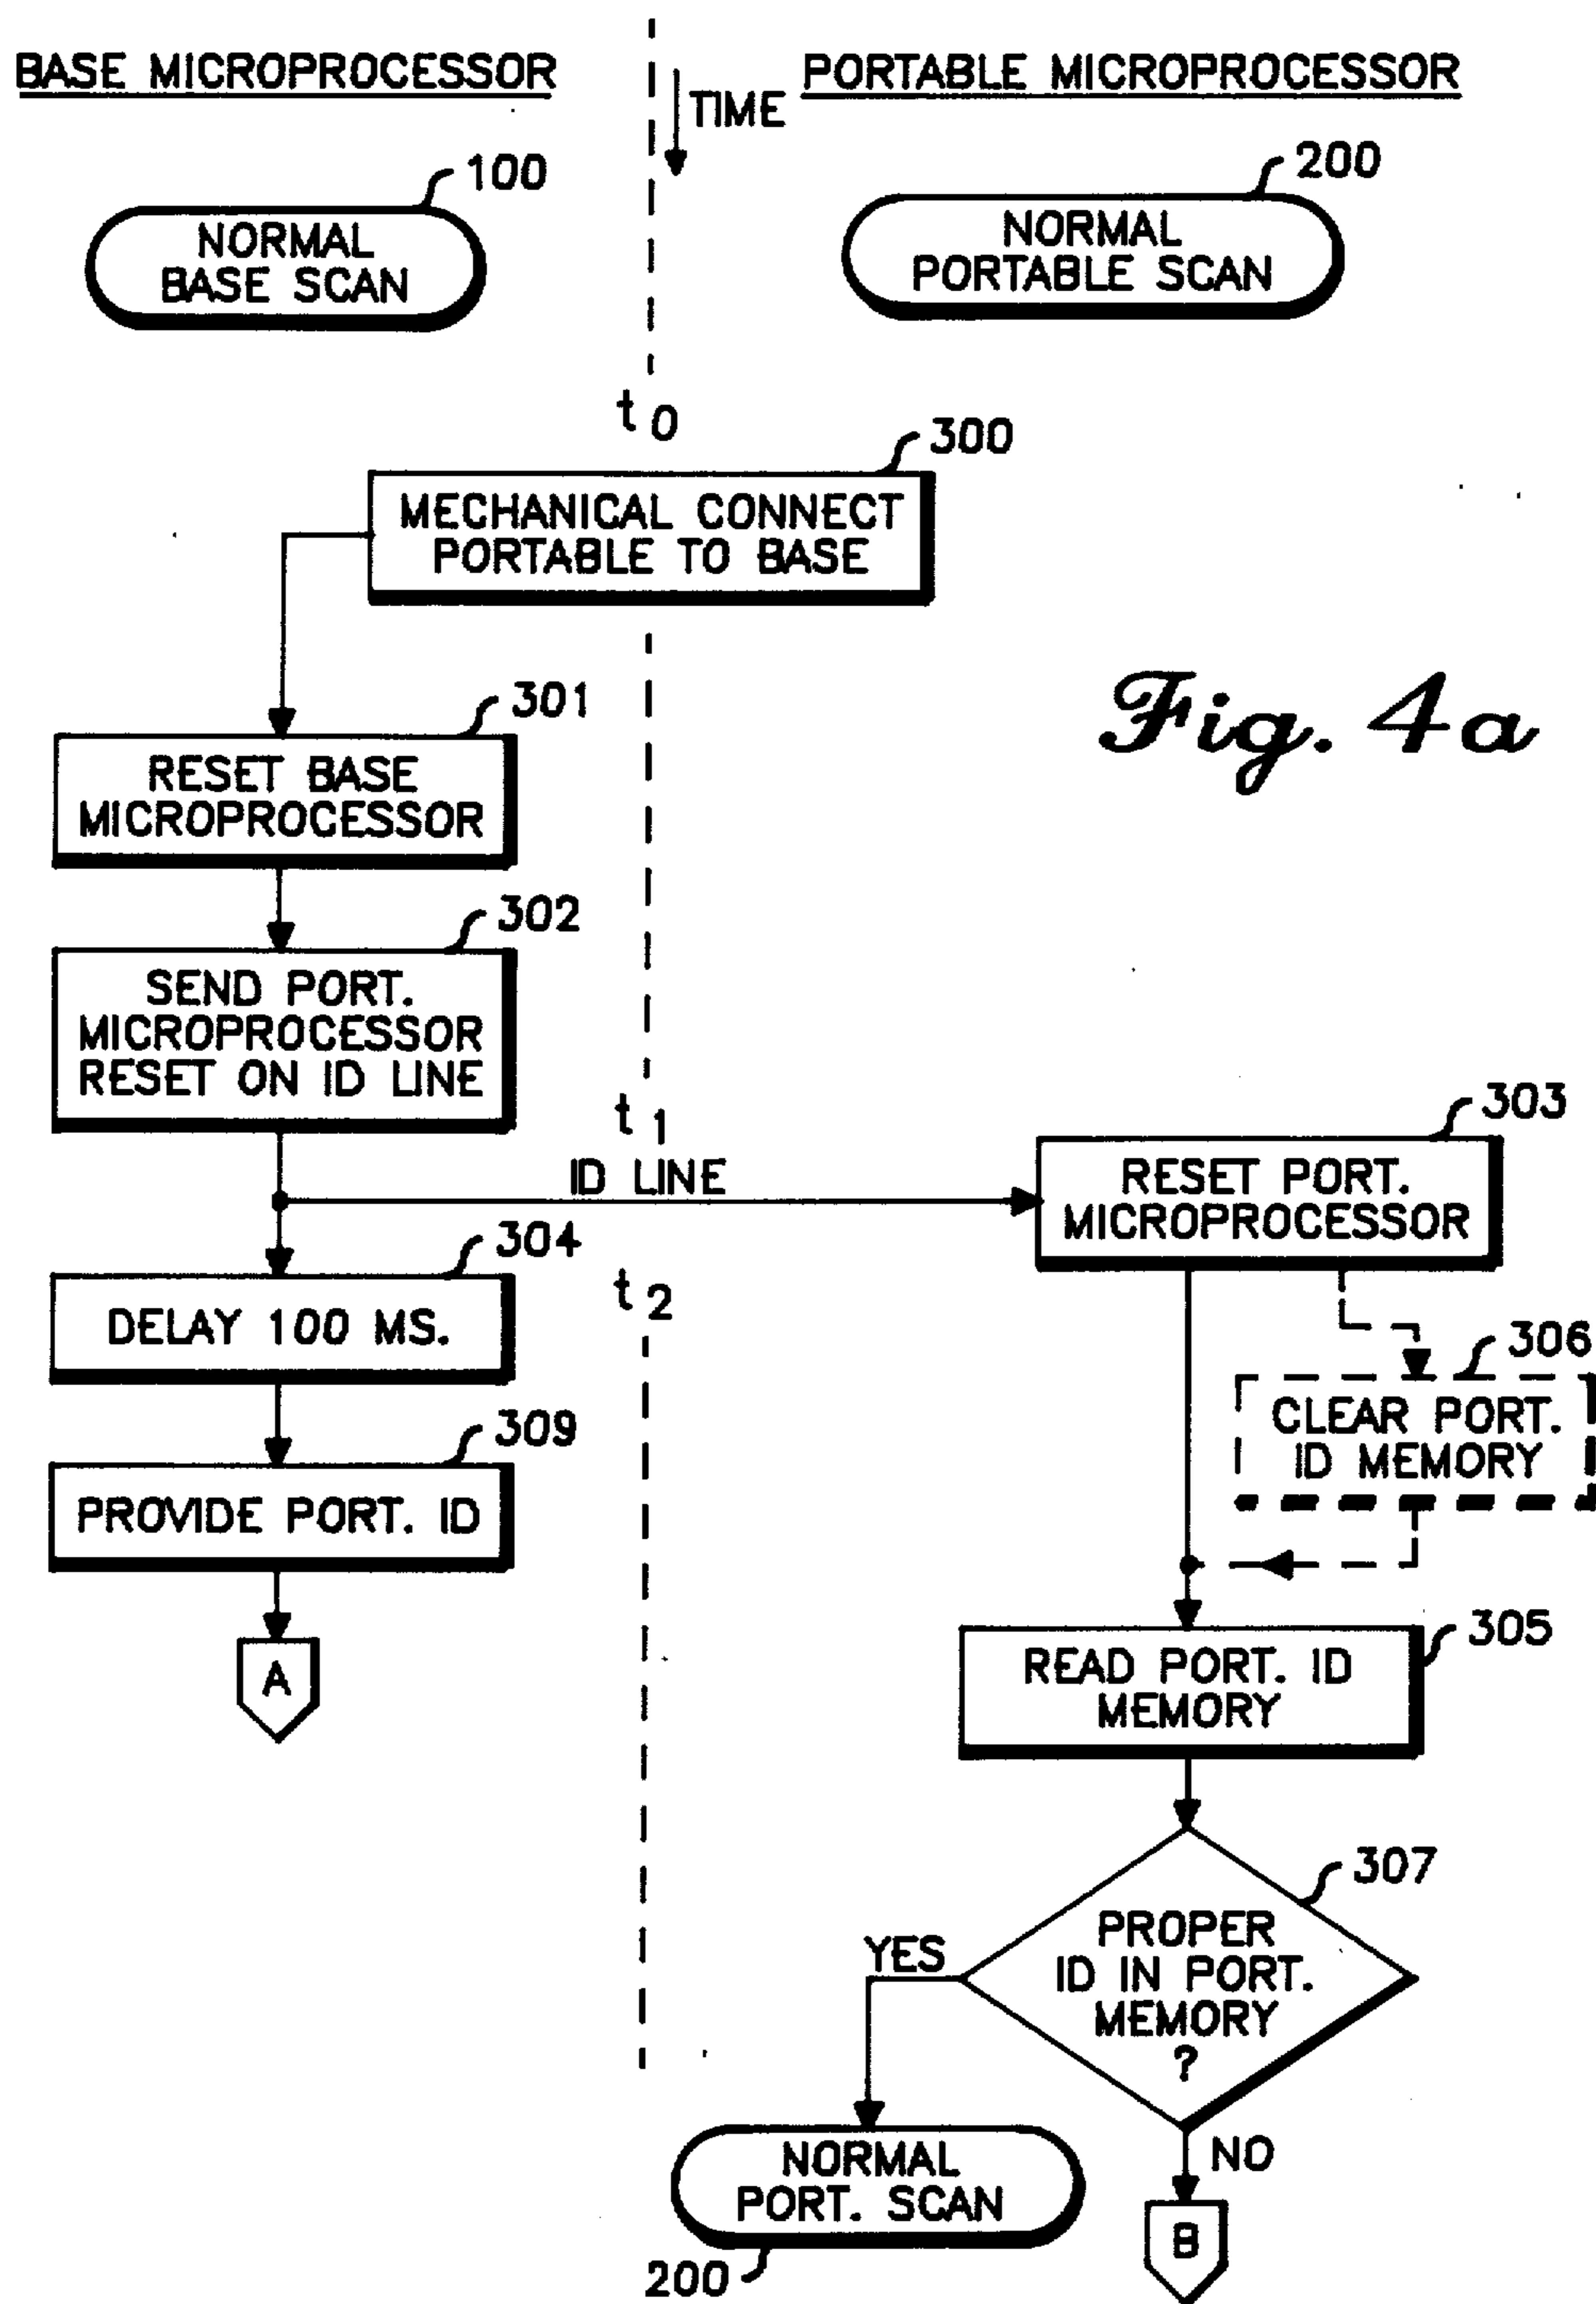 BASE MICROPROCESSOR
TIME
PORTABLE MICROPROCESSOR
100
NORMAL
BASE SCAN
200
NORMAL
PORTABLE SCAN
t0
300
MECHANICAL CONNECT
PORTABLE TO BASE
Fig. 4a
301
RESET BASE
MICROPROCESSOR
302
SEND PORT.
MICROPROCESSOR
RESET ON ID LINE
t1
ID LINE
303
RESET PORT.
MICROPROCESSOR
304
DELAY 100 MS.
t2
306
CLEAR PORT.
ID MEMORY
309
PROVIDE PORT. ID
A
305
READ PORT. ID
MEMORY
307
PROPER
ID IN PORT.
MEMORY
?
YES
NO
NORMAL
PORT. SCAN
200
B